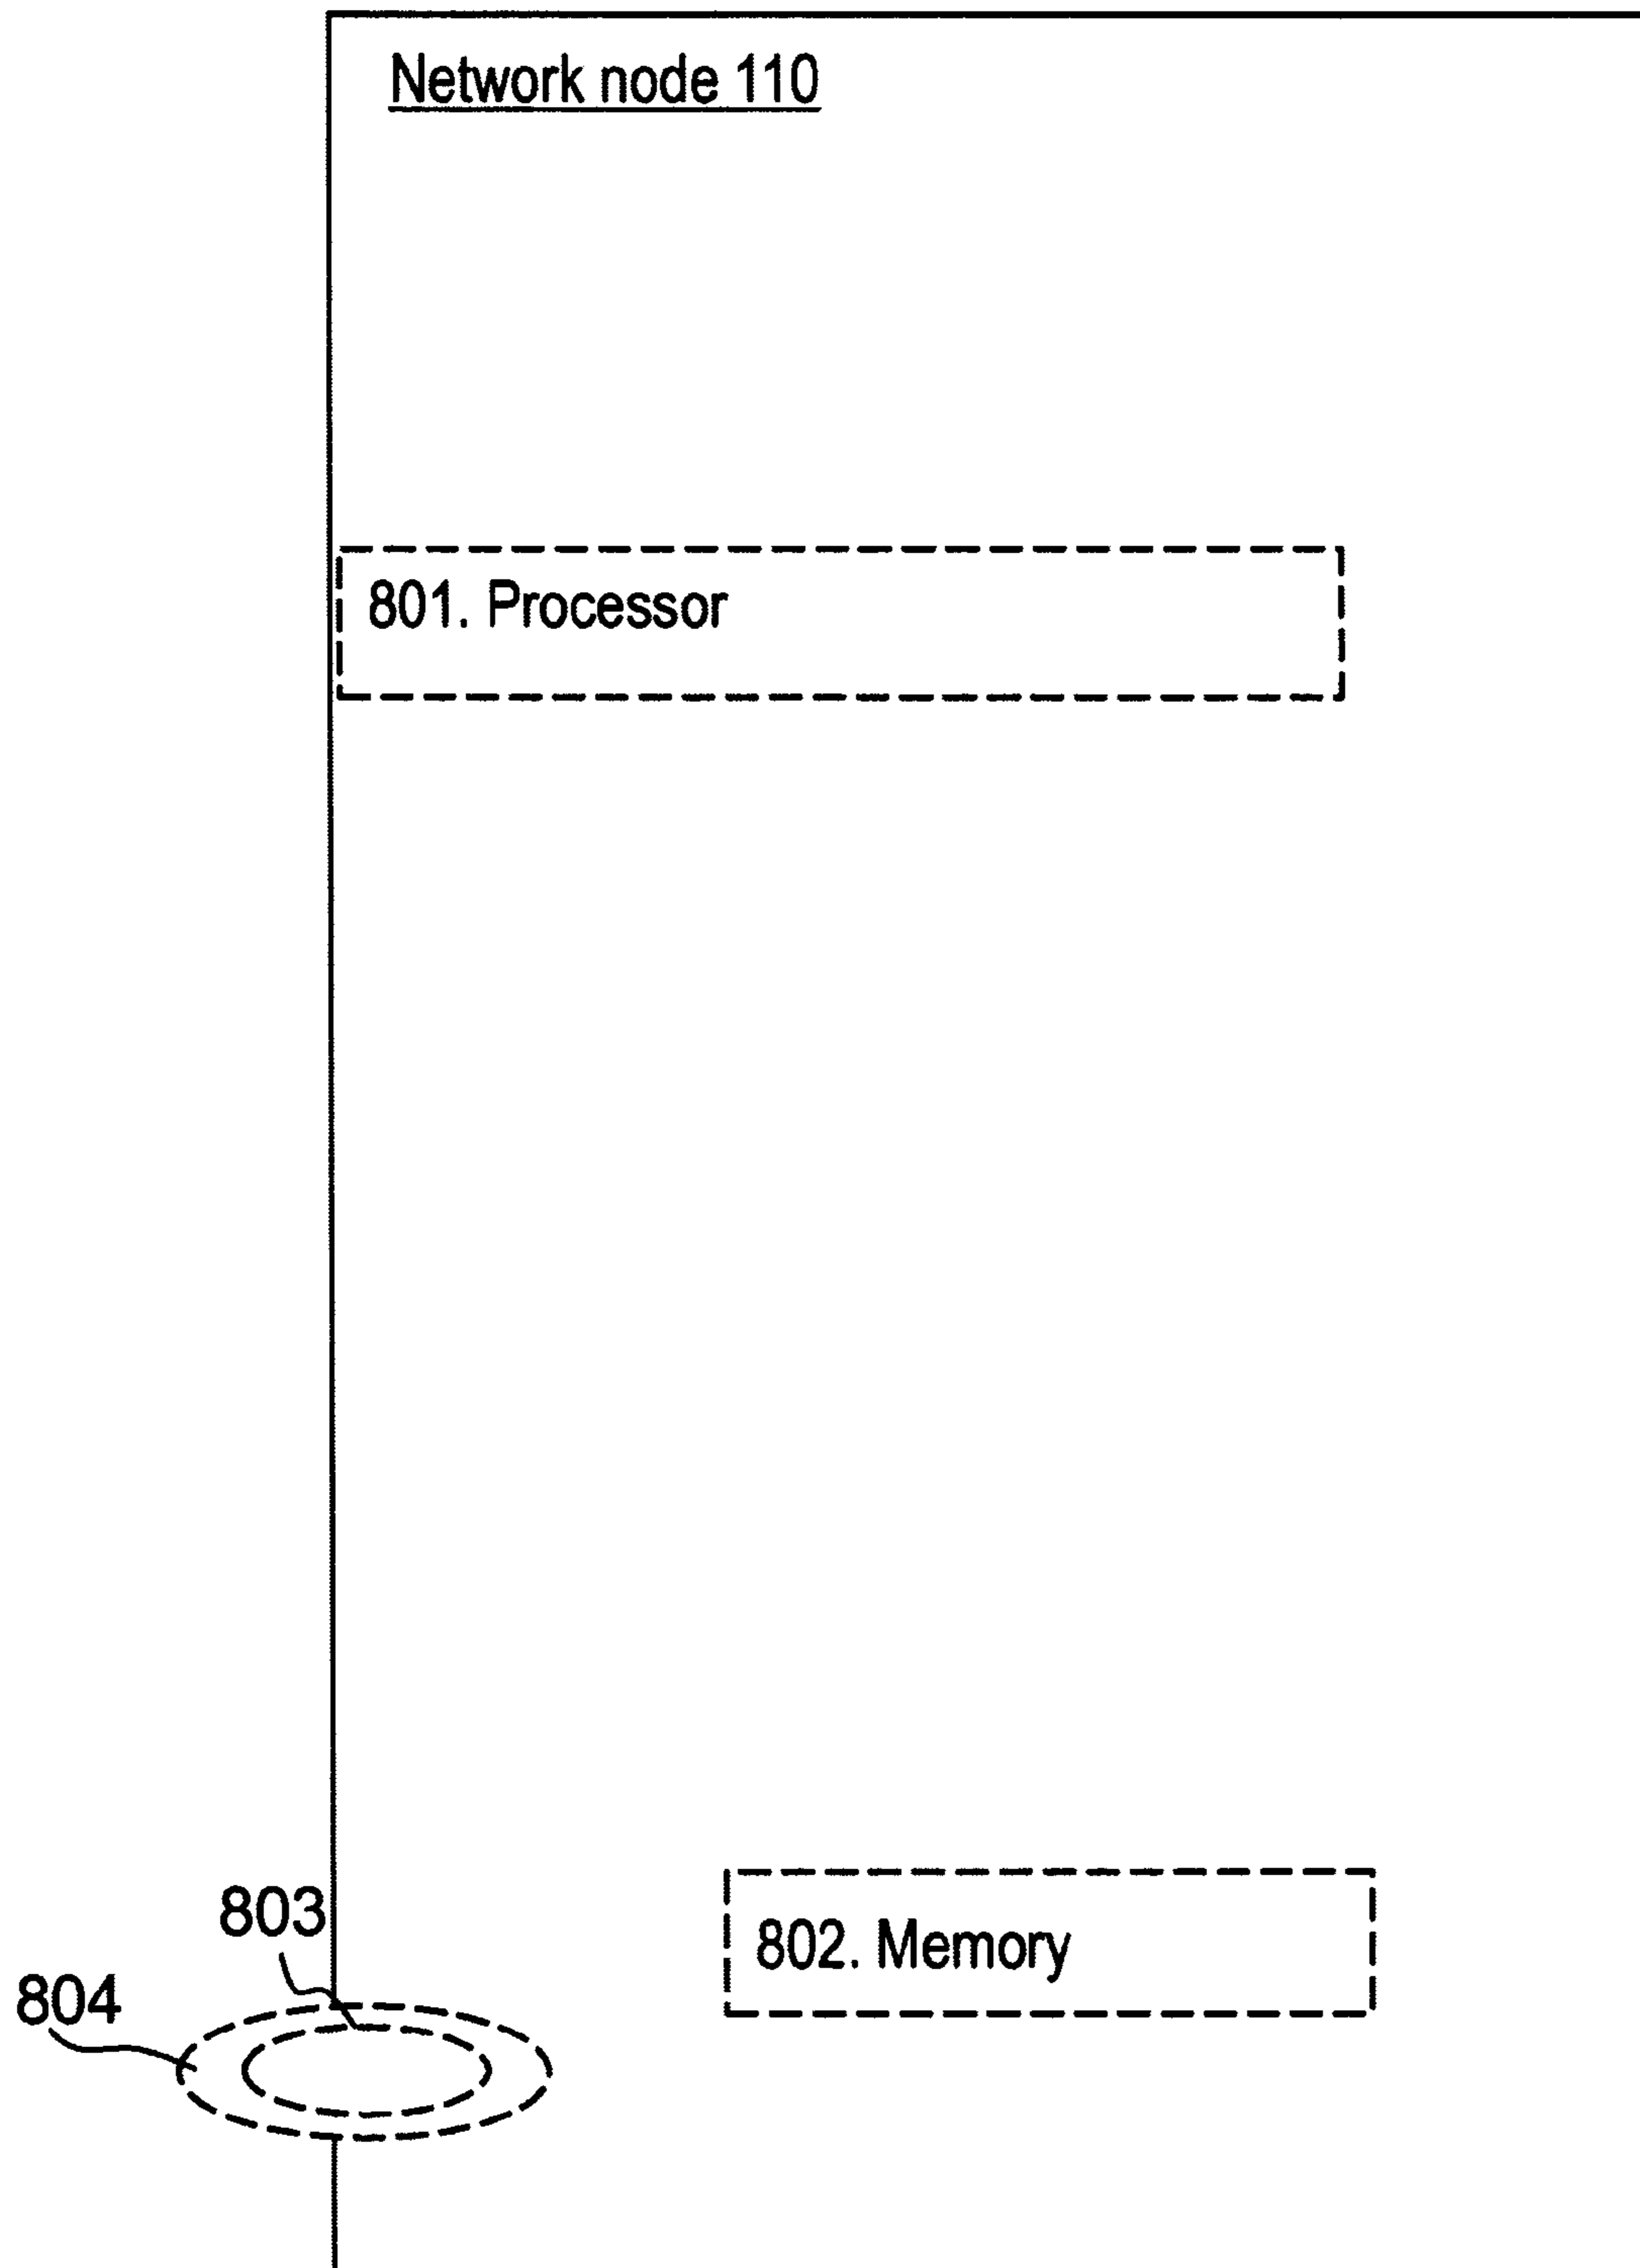 Network node 110
801. Processor
803
802. Memory
804